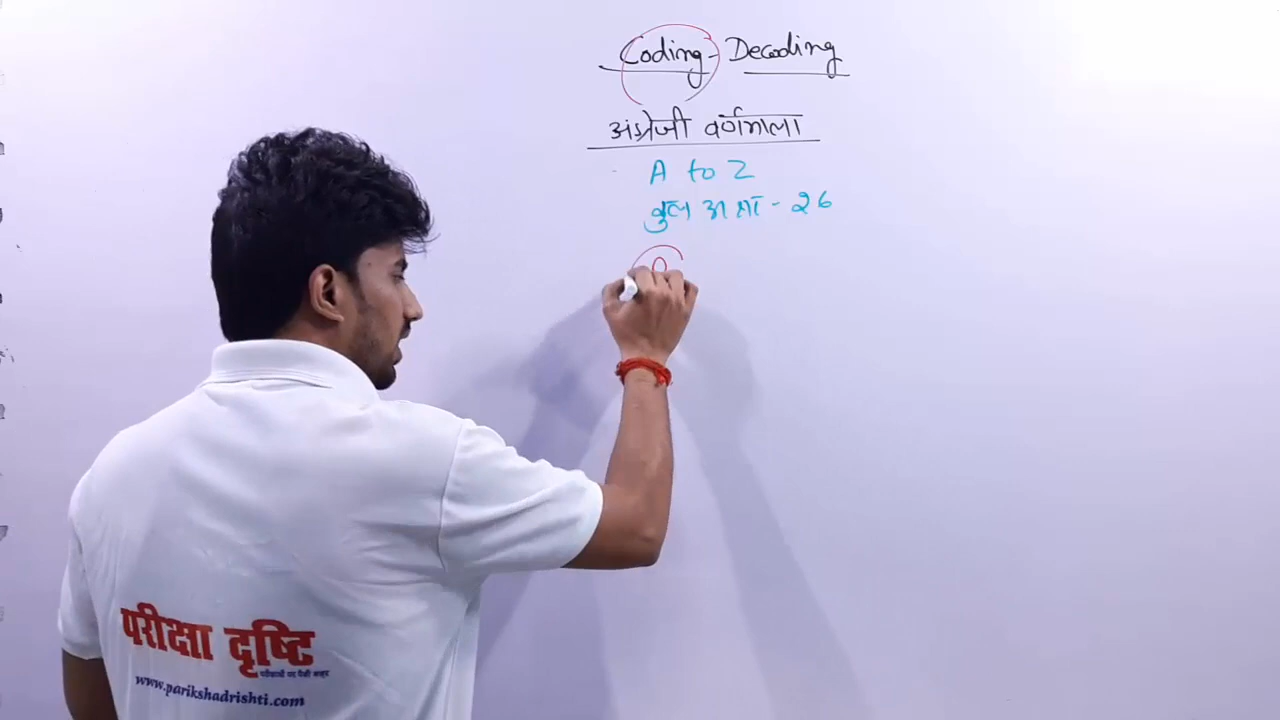 Coding - Decoding
अंग्रेजी वर्णमाला
A to Z
कुल अक्षर - 26
परीक्षा दृष्टि
www.parikshadrishti.com